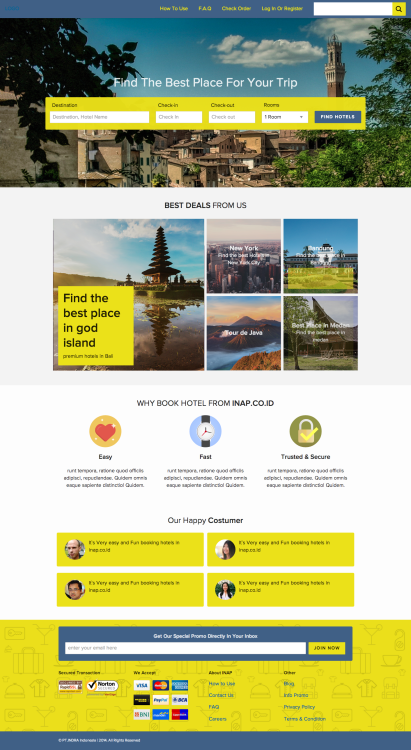 How To Use F.A.Q Check Order Log In Or Register
Find The Best Place For Your Trip
Destination Check-in Check-out Rooms
Destination, Hotel Name Check in Check out 1 Room FIND HOTELS
BEST DEALS FROM US
Find the
best place
in god
island
premium hotels in Bali
New York
Find the best Hotels in
New York City
Bandung
Find the best place in
Bandung
Tour de Java
Best Place in Medan
Find the best place in
medan
WHY BOOK HOTEL FROM INAP.CO.ID
Easy
runt tempora, ratione quod officiis
adipisci, repudiandae. Quidem omnis
eaque sapiente distinctio! Quidem.
Fast
runt tempora, ratione quod officiis
adipisci, repudiandae. Quidem omnis
eaque sapiente distinctio! Quidem.
Trusted & Secure
runt tempora, ratione quod officiis
adipisci, repudiandae. Quidem omnis
eaque sapiente distinctio! Quidem.
Our Happy Costumer
It's Very easy and Fun booking hotels in
inap.co.id
It's Very easy and Fun booking hotels in
inap.co.id
It's Very easy and Fun booking hotels in
inap.co.id
It's Very easy and Fun booking hotels in
inap.co.id
Get Our Special Promo Directly In Your Inbox
enter your email here JOIN NOW
Secured Transaction
Norton
We Accept
VISA
PayPal
BCA
BNI
About INAP
How to Use
Contact Us
FAQ
Careers
Other
Blog
Info Promo
Privacy Policy
Terms & Condition